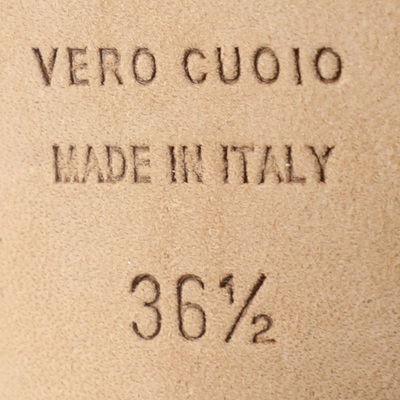 VERO CUOIO
MADE IN ITALY
36½